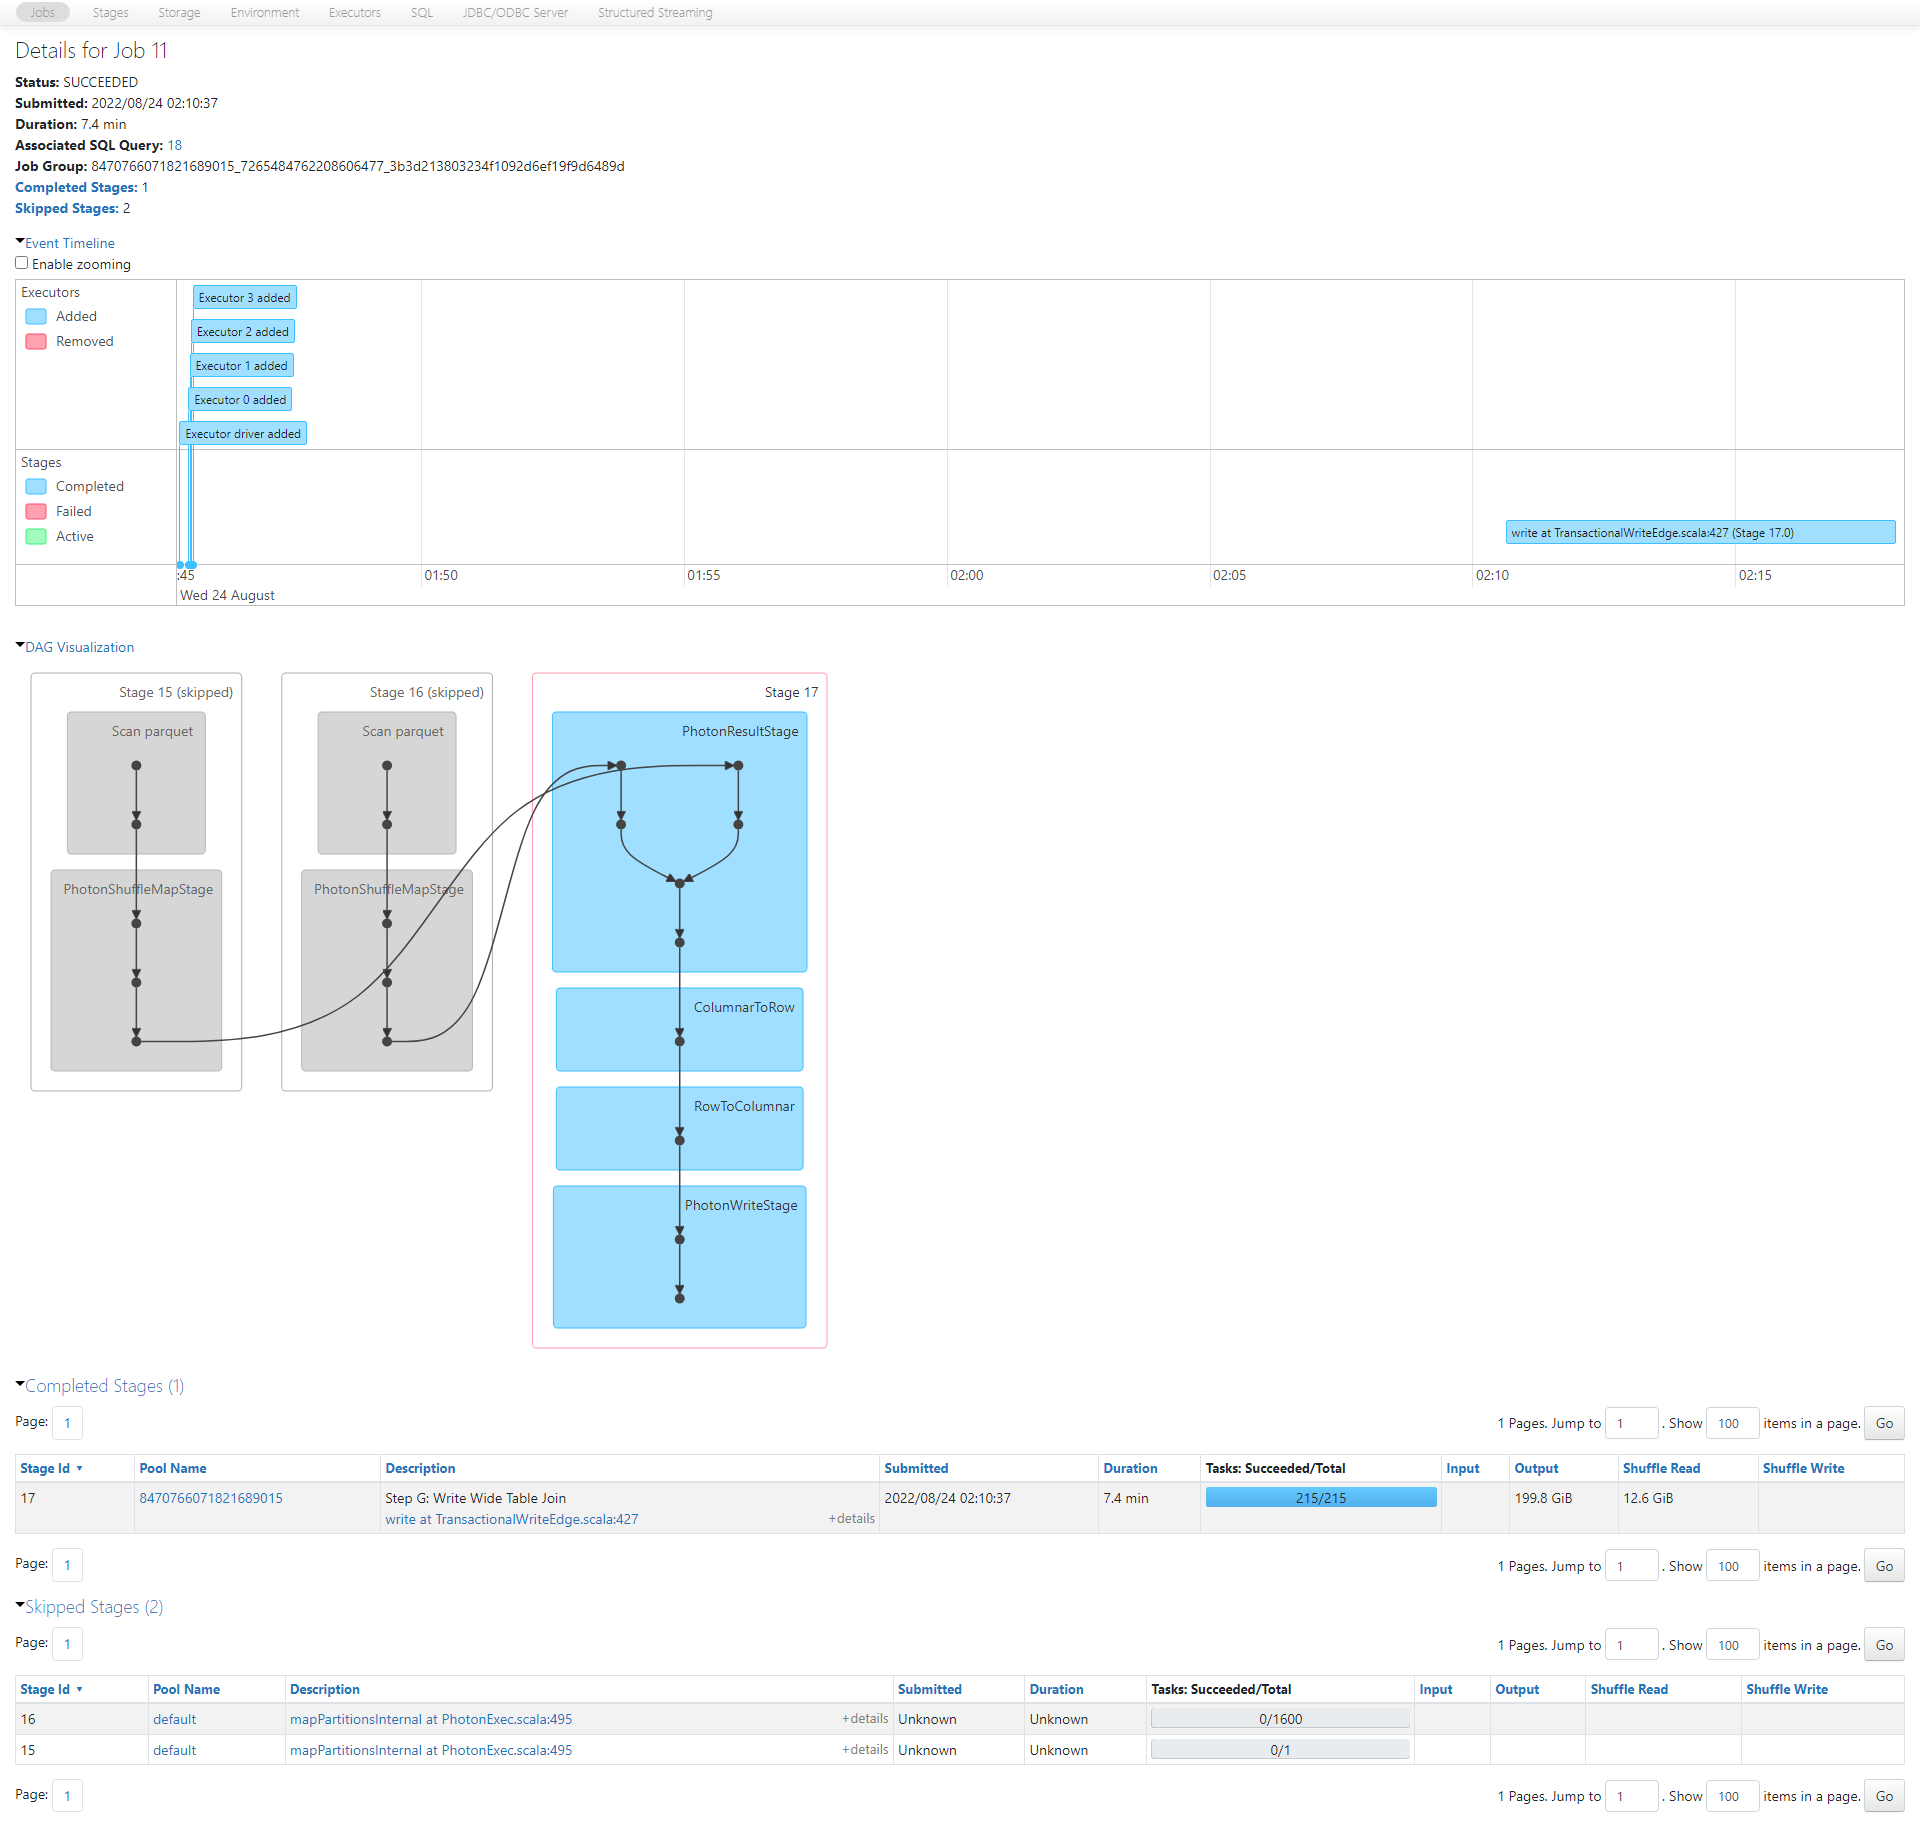 Jobs Stages Storage Environment Executors SQL JDBC/ODBC Server Structured Streaming
Details for Job 11
Status: SUCCEEDED
Submitted: 2022/08/24 02:10:37
Duration: 7.4 min
Associated SQL Query: 18
Job Group: 8470766071821689015_7265484762208606477_3b3d213803234f1092d6ef19f9d6489d
Completed Stages: 1
Skipped Stages: 2
Event Timeline
Enable zooming
Executors
Added
Removed
Executor 3 added
Executor 2 added
Executor 1 added
Executor 0 added
Executor driver added
Stages
Completed
Failed
Active
write at TransactionalWriteEdge.scala:427 (Stage 17.0)
:45 01:50 01:55 02:00 02:05 02:10 02:15
Wed 24 August
DAG Visualization
Stage 15 (skipped)
Scan parquet
PhotonShuffleMapStage
Stage 16 (skipped)
Scan parquet
PhotonShuffleMapStage
Stage 17
PhotonResultStage
ColumnarToRow
RowToColumnar
PhotonWriteStage
Completed Stages (1)
Page: 1 1 Pages. Jump to 1 . Show 100 items in a page. Go
Stage Id ▾ Pool Name Description Submitted Duration Tasks: Succeeded/Total Input Output Shuffle Read Shuffle Write
17 8470766071821689015 Step G: Write Wide Table Join 2022/08/24 02:10:37 7.4 min 215/215 199.8 GiB 12.6 GiB
write at TransactionalWriteEdge.scala:427 +details
Page: 1 1 Pages. Jump to 1 . Show 100 items in a page. Go
Skipped Stages (2)
Page: 1 1 Pages. Jump to 1 . Show 100 items in a page. Go
Stage Id ▾ Pool Name Description Submitted Duration Tasks: Succeeded/Total Input Output Shuffle Read Shuffle Write
16 default mapPartitionsInternal at PhotonExec.scala:495 +details Unknown Unknown 0/1600
15 default mapPartitionsInternal at PhotonExec.scala:495 +details Unknown Unknown 0/1
Page: 1 1 Pages. Jump to 1 . Show 100 items in a page. Go